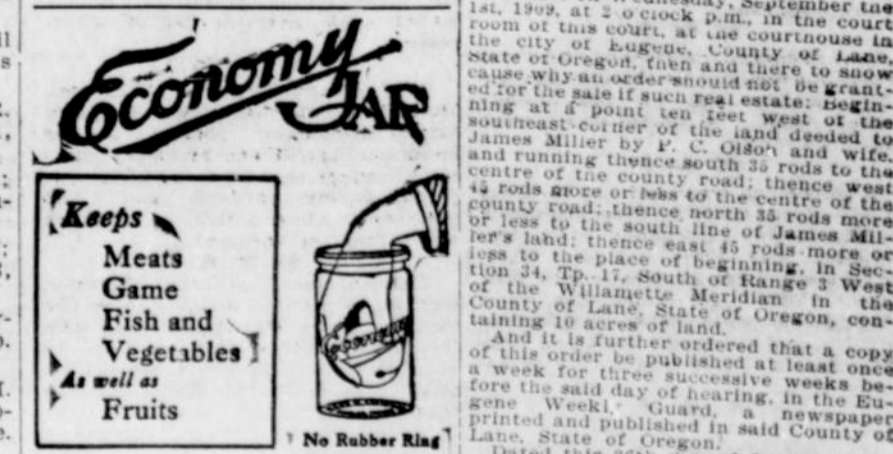 Economy
JAR
Keeps
Meats
Game
Fish and
Vegetables
As well as
Fruits
Economy
No Rubber Ring
Wednesday, September the
1st, 1909, at 2 o'clock p.m., in the court
room of this court, at the courthouse in
the city of Eugene, County of Lane,
State of Oregon, then and there to show
cause why an order should not be grant-
ed for the sale if such real estate: Begin-
ning at a point ten feet west of the
southeast corner of the land deeded to
James Miller by P. C. Olson and wife
and running thence south 35 rods to the
centre of the county road; thence west
45 rods more or less to the centre of the
county road; thence north 35 rods more
or less to the south line of James Mil-
ler's land; thence east 45 rods more or
less to the place of beginning, in Sec-
tion 34, Tp. 17, South of Range 3 West
of the Willamette Meridian in the
County of Lane, State of Oregon, con-
taining 10 acres of land.
And it is further ordered that a copy
of this order be published at least once
a week for three successive weeks be-
fore the said day of hearing, in the Eu-
gene Weekl, Guard, a newspaper
printed and published in said County of
Lane, State of Oregon.
Dated this